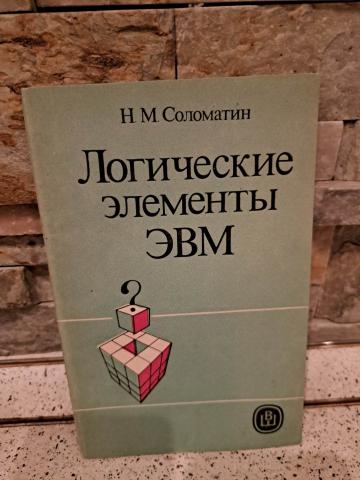 Н. М. Соломатин
Логические
элементы
ЭВМ
?